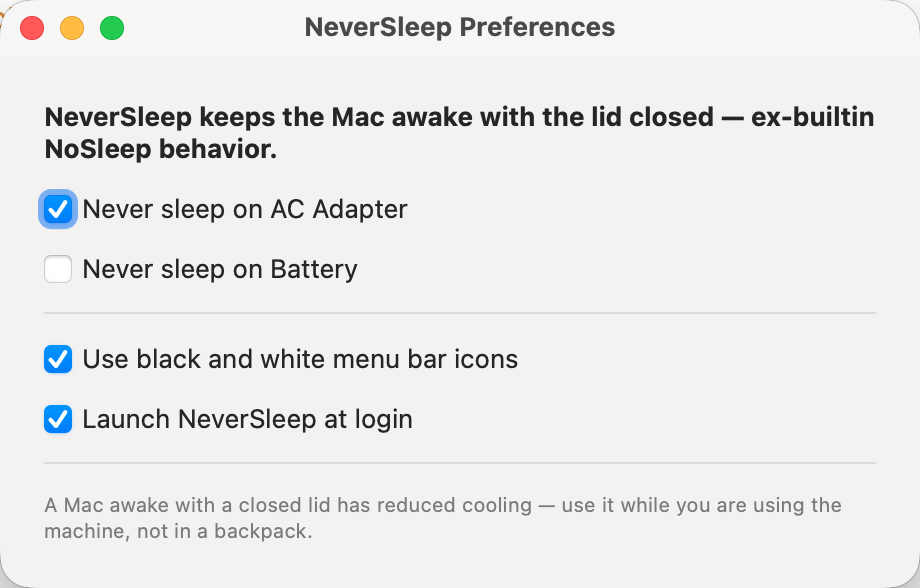 NeverSleep Preferences
NeverSleep keeps the Mac awake with the lid closed — ex-builtin
NoSleep behavior.
Never sleep on AC Adapter
Never sleep on Battery
Use black and white menu bar icons
Launch NeverSleep at login
A Mac awake with a closed lid has reduced cooling — use it while you are using the
machine, not in a backpack.